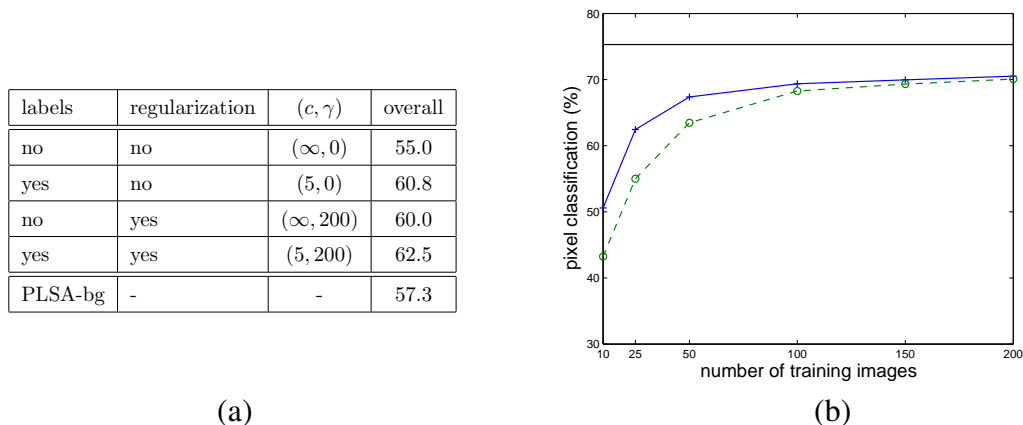 labels regularization (c, γ) overall
no no (∞, 0) 55.0
yes no (5, 0) 60.8
no yes (∞, 200) 60.0
yes yes (5, 200) 62.5
PLSA-bg - - 57.3
(a)
80
70
60
50
40
30
pixel classification (%)
10 25 50 100 150 200
number of training images
(b)